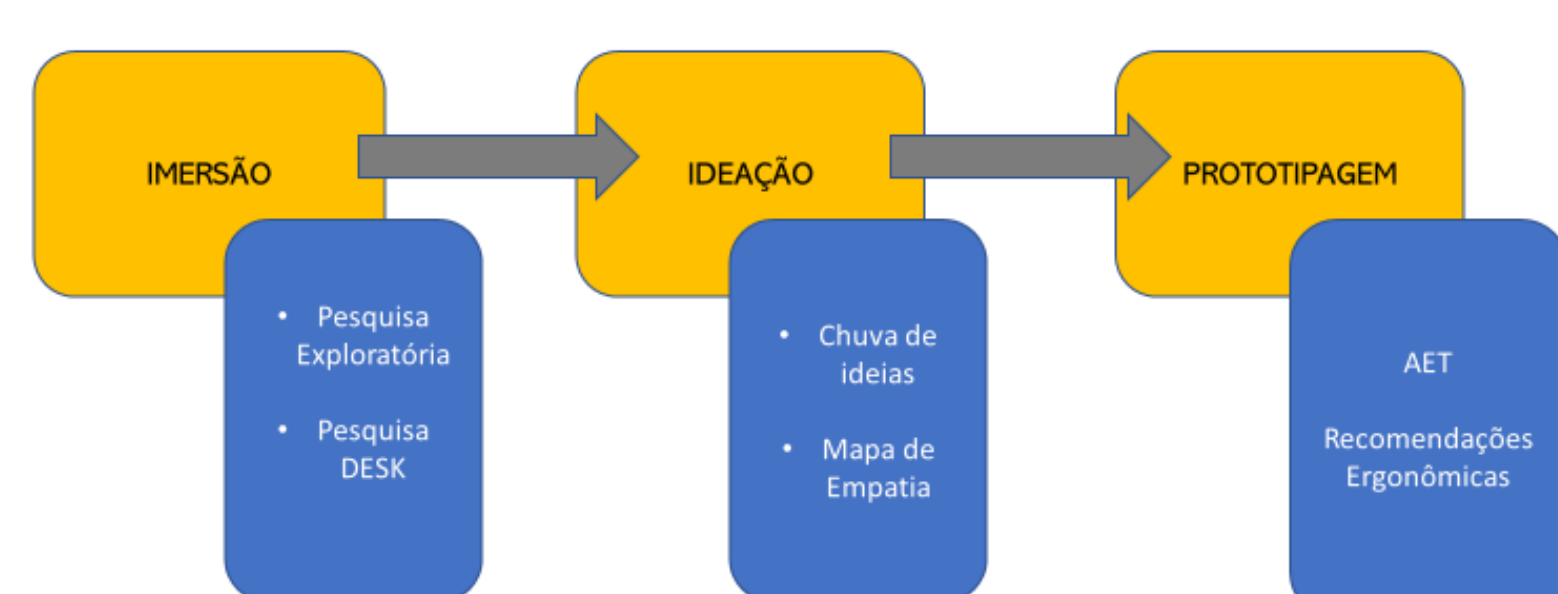 IMERSÃO
IDEAÇÃO
PROTOTIPAGEM
• Pesquisa
Exploratória
• Pesquisa
DESK
• Chuva de
ideias
• Mapa de
Empatia
AET
Recomendações
Ergonômicas